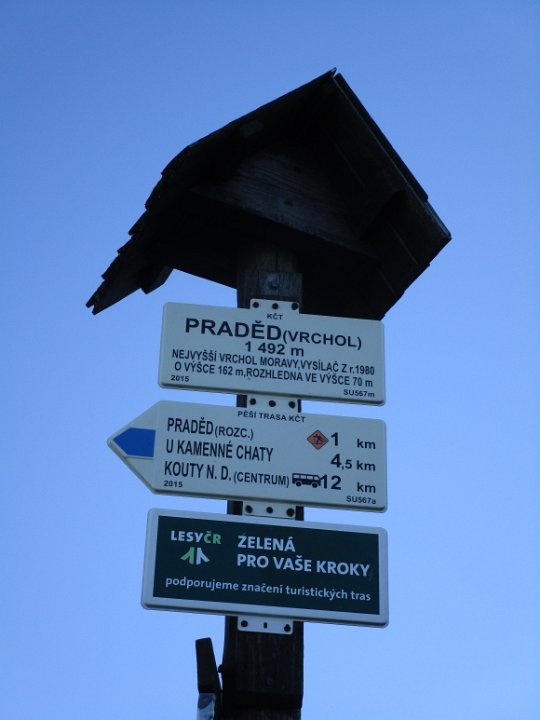 KČT
PRADĚD (VRCHOL)
1 492 m
NEJVYŠŠÍ VRCHOL MORAVY, VYSÍLAČ Z r.1980
O VÝŠCE 162 m, ROZHLEDNA VE VÝŠCE 70 m
2015 SU567m
PĚŠÍ TRASA KČT
PRADĚD (ROZC.) 1 km
U KAMENNÉ CHATY 4,5 km
KOUTY N. D. (CENTRUM) 12 km
2015 SU567a
LESYČR
ZELENÁ
PRO VAŠE KROKY
podporujeme značení turistických tras